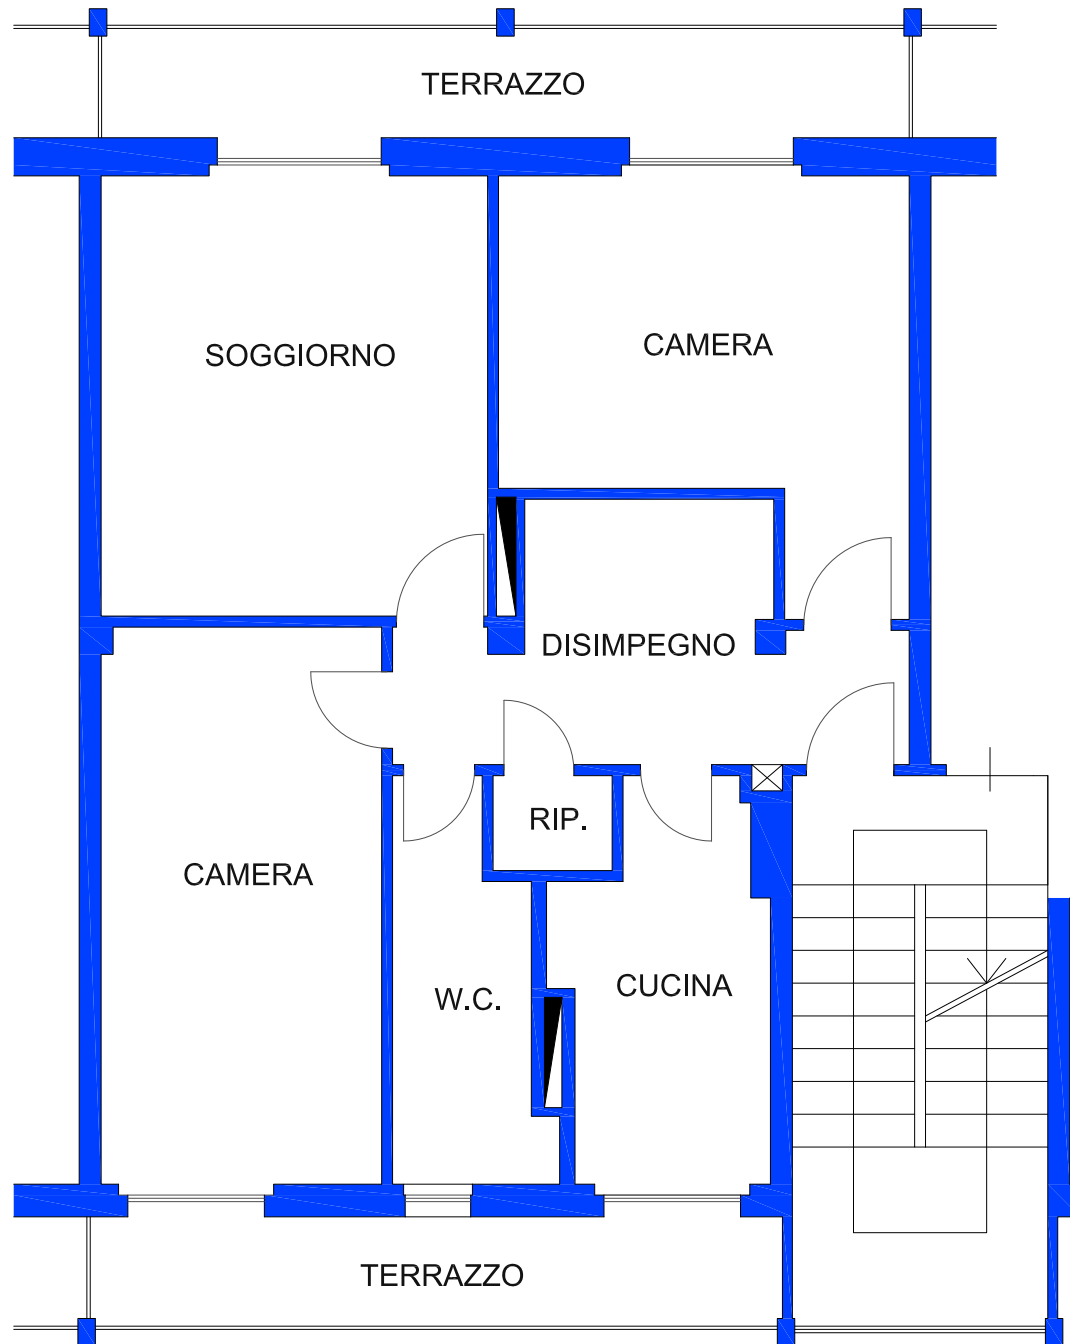 TERRAZZO
SOGGIORNO
CAMERA
DISIMPEGNO
RIP.
CAMERA
W.C.
CUCINA
TERRAZZO